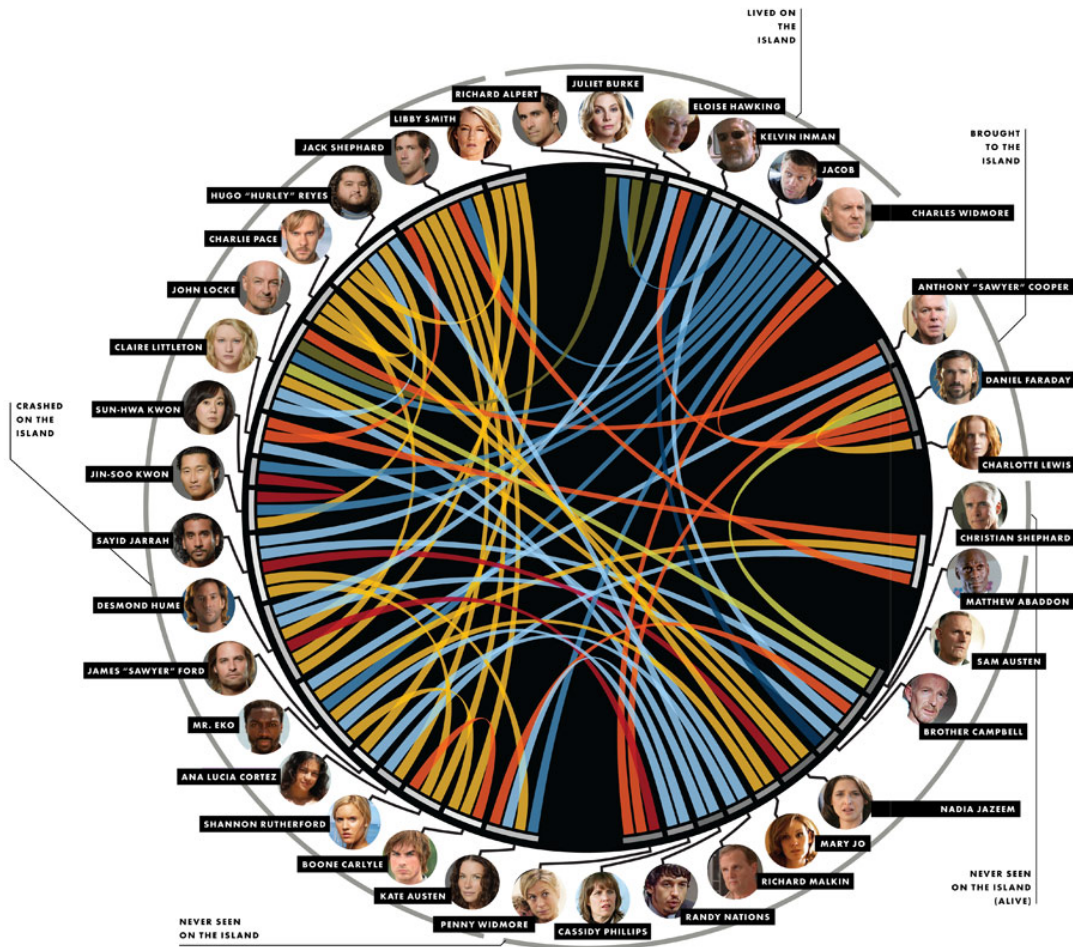 LIVED ON
THE
ISLAND
JULIET BURKE
RICHARD ALPERT
ELOISE HAWKING
LIBBY SMITH
KELVIN INMAN
BROUGHT
TO THE
ISLAND
JACK SHEPHARD
JACOB
HUGO "HURLEY" REYES
CHARLES WIDMORE
CHARLIE PACE
JOHN LOCKE
ANTHONY "SAWYER" COOPER
CLAIRE LITTLETON
DANIEL FARADAY
CRASHED
ON THE
ISLAND
SUN-HWA KWON
CHARLOTTE LEWIS
JIN-SOO KWON
CHRISTIAN SHEPHARD
SAYID JARRAH
MATTHEW ABADDON
DESMOND HUME
SAM AUSTEN
JAMES "SAWYER" FORD
MR. EKO
BROTHER CAMPBELL
ANA LUCIA CORTEZ
NADIA JAZEEM
SHANNON RUTHERFORD
MARY JO
BOONE CARLYLE
RICHARD MALKIN
NEVER SEEN
ON THE ISLAND
(ALIVE)
KATE AUSTEN
RANDY NATIONS
PENNY WIDMORE
CASSIDY PHILLIPS
NEVER SEEN
ON THE ISLAND